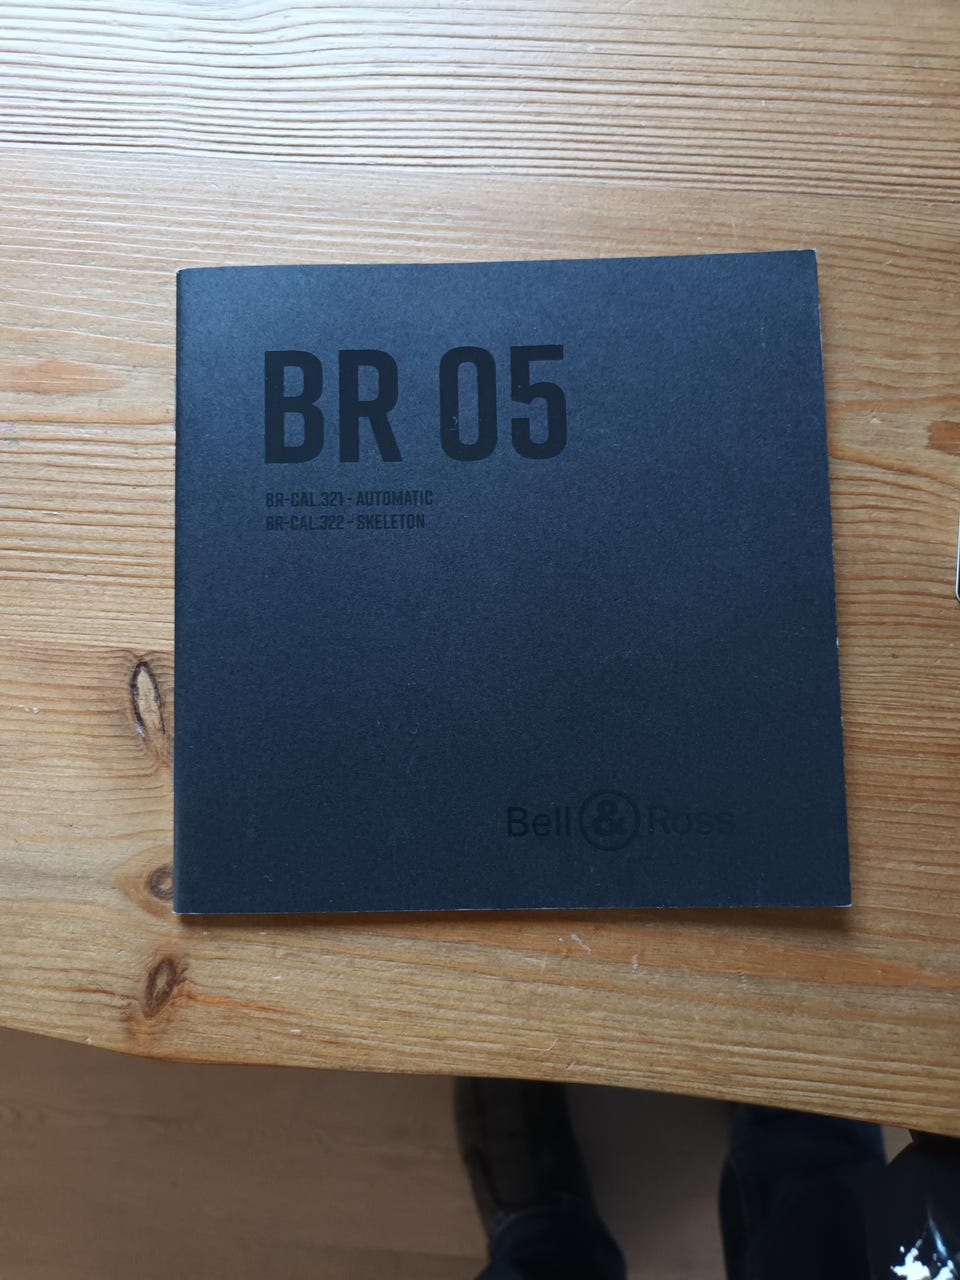 BR 05
BR-CAL.321 - AUTOMATIC
BR-CAL.322 - SKELETON
Bell & Ross